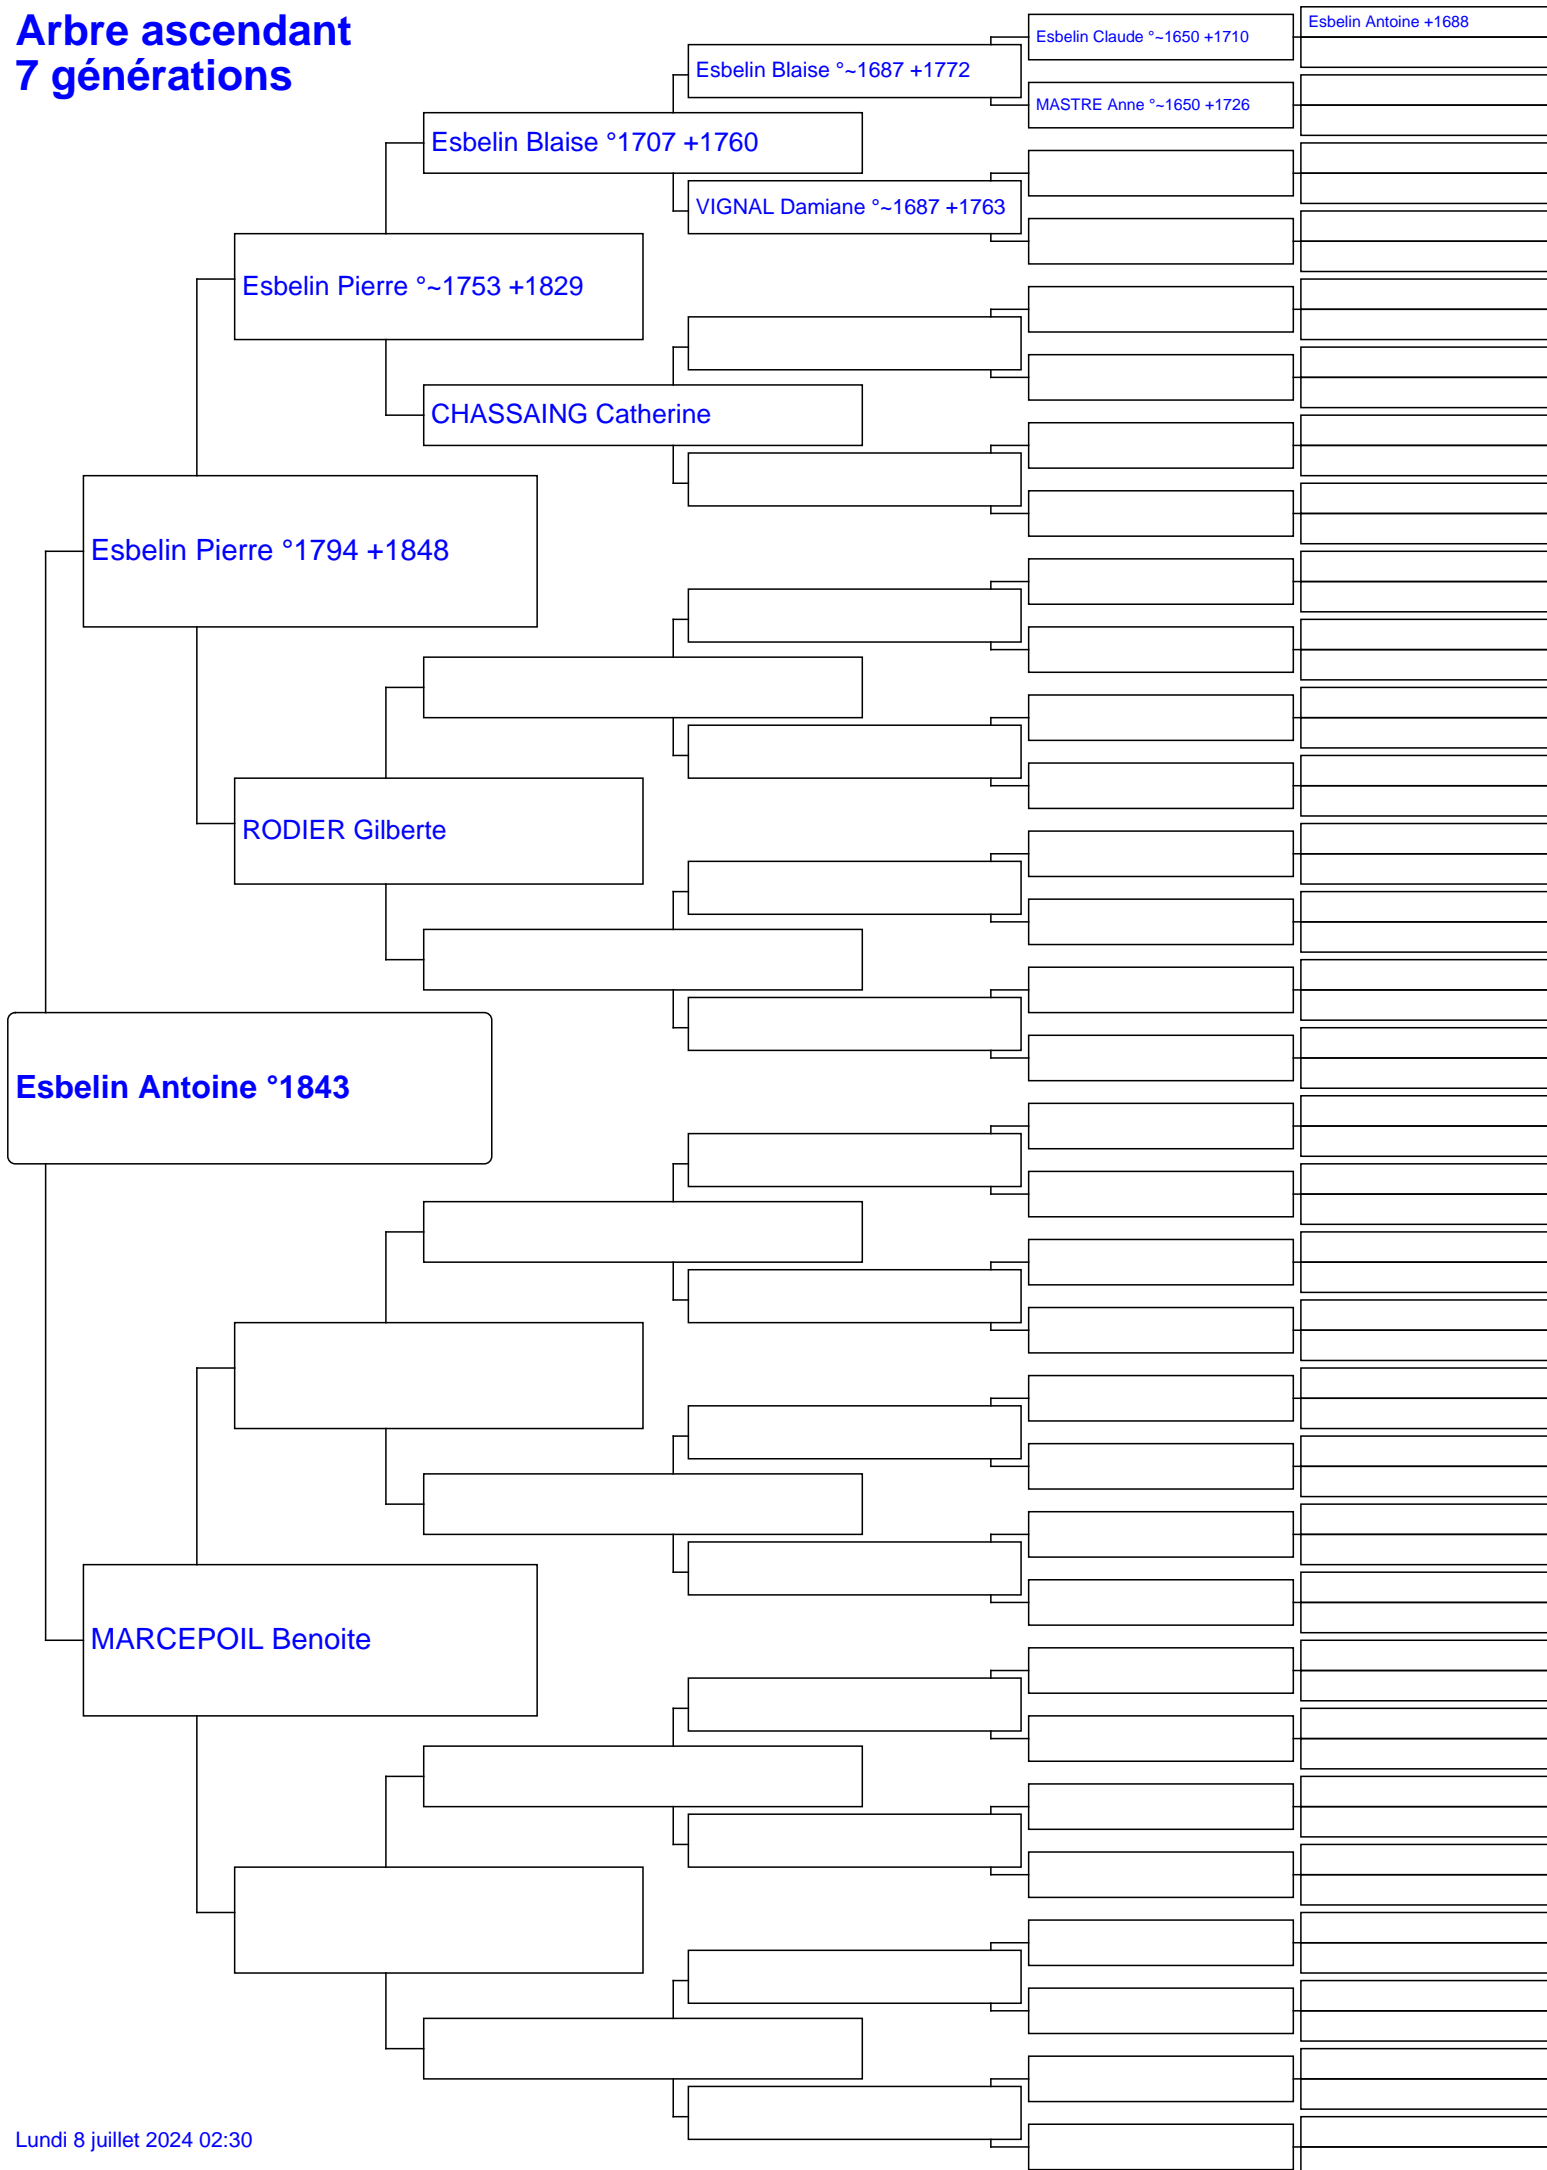 Arbre ascendant
7 générations
Esbelin Antoine +1688
Esbelin Claude °~1650 +1710
Esbelin Blaise °~1687 +1772
MASTRE Anne °~1650 +1726
Esbelin Blaise °1707 +1760
VIGNAL Damiane °~1687 +1763
Esbelin Pierre °~1753 +1829
CHASSAING Catherine
Esbelin Pierre °1794 +1848
RODIER Gilberte
Esbelin Antoine °1843
MARCEPOIL Benoite
Lundi 8 juillet 2024 02:30